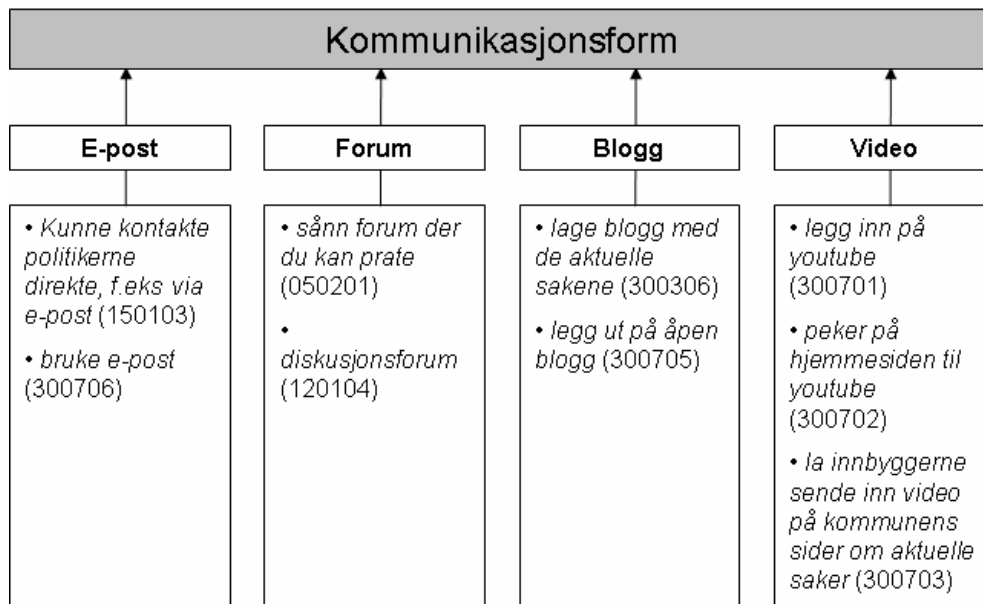 Kommunikasjonsform
E-post
• Kunne kontakte
politikerne
direkte, f.eks via
e-post (150103)
• bruke e-post
(300706)
Forum
• sånn forum der
du kan prate
(050201)
•
diskusjonsforum
(120104)
Blogg
• lage blogg med
de aktuelle
sakene (300306)
• legg ut på åpen
blogg (300705)
Video
• legg inn på
youtube
(300701)
• peker på
hjemmesiden til
youtube
(300702)
• la innbyggerne
sende inn video
på kommunens
sider om aktuelle
saker (300703)